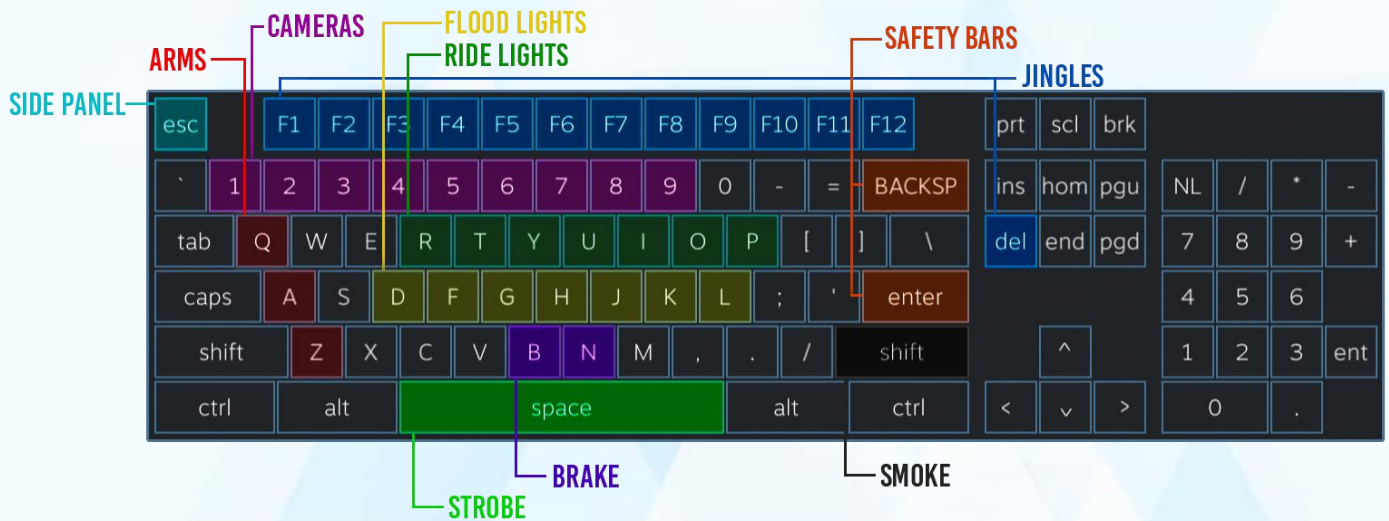 CAMERAS
FLOOD LIGHTS
SAFETY BARS
ARMS
RIDE LIGHTS
JINGLES
SIDE PANEL
esc F1 F2 F3 F4 F5 F6 F7 F8 F9 F10 F11 F12 prt scl brk
` 1 2 3 4 5 6 7 8 9 0 - = BACKSP ins hom pgu NL / * -
tab Q W E R T Y U I O P [ ] \ del end pgd 7 8 9 +
caps A S D F G H J K L ; ' enter 4 5 6
shift Z X C V B N M , . / shift ^ 1 2 3 ent
ctrl alt space alt ctrl < v > 0 .
BRAKE
SMOKE
STROBE